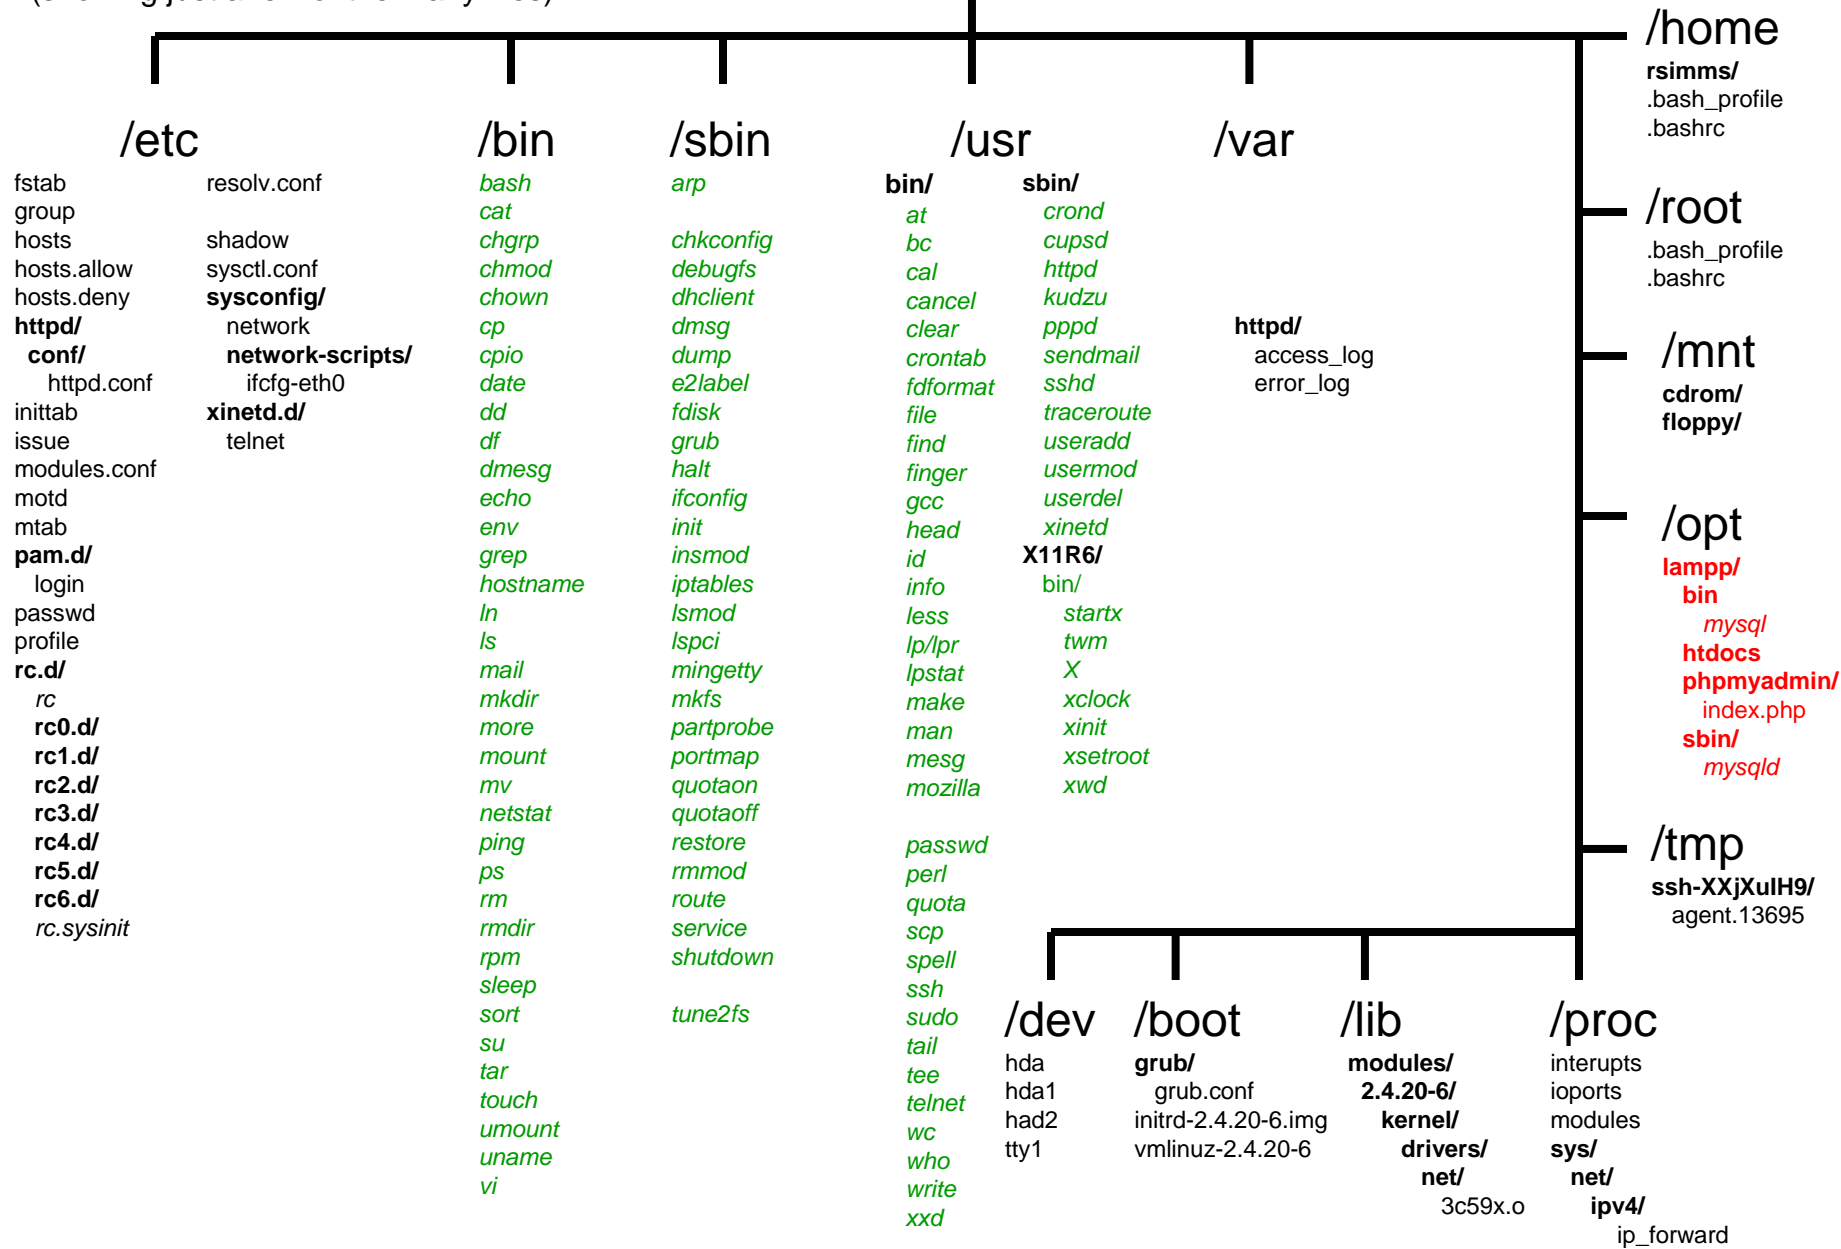 /etc
fstab
group
hosts
hosts.allow
hosts.deny
httpd/
conf/
httpd.conf
inittab
issue
modules.conf
motd
mtab
pam.d/
login
passwd
profile
rc.d/
rc
rc0.d/
rc1.d/
rc2.d/
rc3.d/
rc4.d/
rc5.d/
rc6.d/
rc.sysinit
resolv.conf
shadow
sysctl.conf
sysconfig/
network
network-scripts/
ifcfg-eth0
xinetd.d/
telnet
/bin
bash
cat
chgrp
chmod
chown
cp
cpio
date
dd
df
dmesg
echo
env
grep
hostname
ln
ls
mail
mkdir
more
mount
mv
netstat
ping
ps
rm
rmdir
rpm
sleep
sort
su
tar
touch
umount
uname
vi
/sbin
arp
chkconfig
debugfs
dhclient
dmsg
dump
e2label
fdisk
grub
halt
ifconfig
init
insmod
iptables
lsmod
lspci
mingetty
mkfs
partprobe
portmap
quotaon
quotaoff
restore
rmmod
route
service
shutdown
tune2fs
/usr
bin/
at
bc
cal
cancel
clear
crontab
fdformat
file
find
finger
gcc
head
id
info
less
lp/lpr
lpstat
make
man
mesg
mozilla
passwd
perl
quota
scp
spell
ssh
sudo
tail
tee
telnet
wc
who
write
xxd
sbin/
crond
cupsd
httpd
kudzu
pppd
sendmail
sshd
traceroute
useradd
usermod
userdel
xinetd
X11R6/
bin/
startx
twm
X
xclock
xinit
xsetroot
xwd
/var
httpd/
access_log
error_log
/home
rsimms/
.bash_profile
.bashrc
/root
.bash_profile
.bashrc
/mnt
cdrom/
floppy/
/opt
lampp/
bin
mysql
htdocs
phpmyadmin/
index.php
sbin/
mysqld
/tmp
ssh-XXjXuIH9/
agent.13695
/dev
hda
hda1
had2
tty1
/boot
grub/
grub.conf
initrd-2.4.20-6.img
vmlinuz-2.4.20-6
/lib
modules/
2.4.20-6/
kernel/
drivers/
net/
3c59x.o
/proc
interupts
ioports
modules
sys/
net/
ipv4/
ip_forward